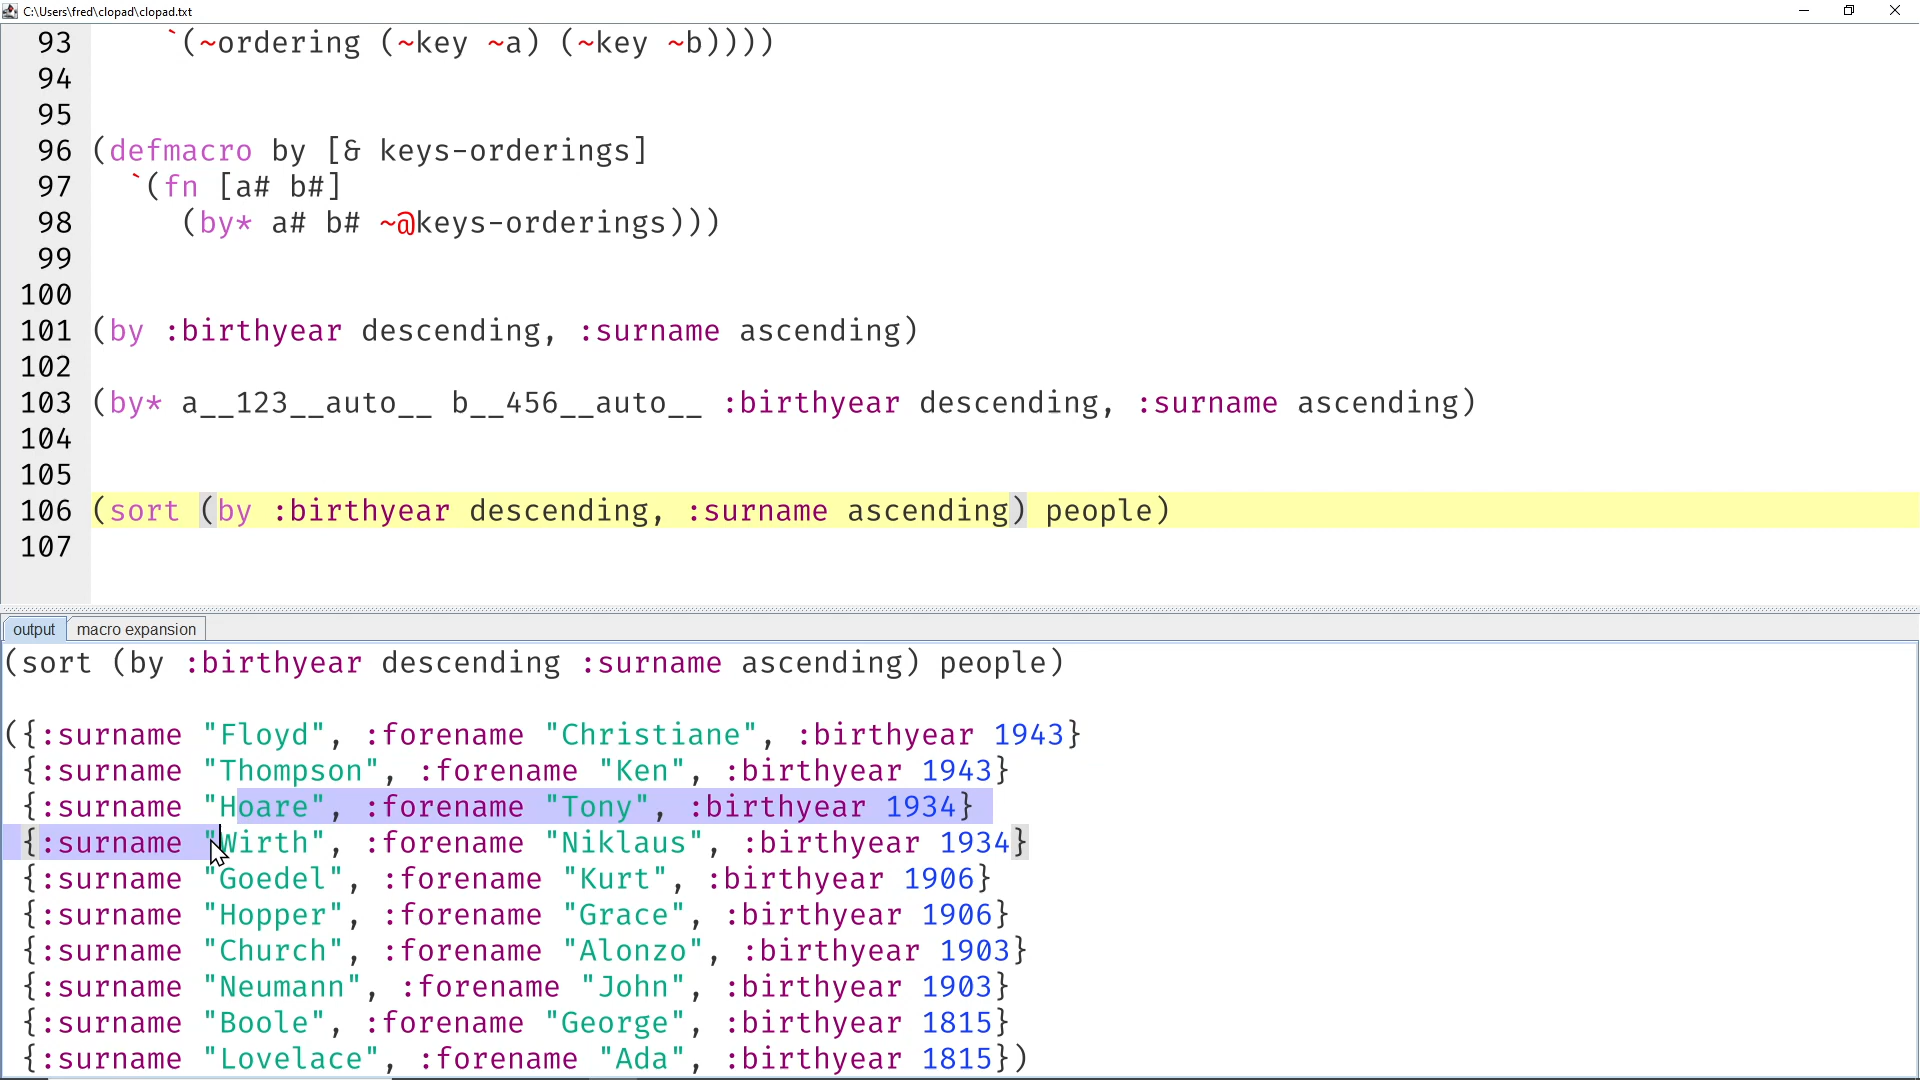 C:\Users\fred\clopad\clopad.txt
93 `(~ordering (~key ~a) (~key ~b))))
94
95
96 (defmacro by [& keys-orderings]
97 `(fn [a# b#]
98 (by* a# b# ~@keys-orderings)))
99
100
101 (by :birthyear descending, :surname ascending)
102
103 (by* a__123__auto__ b__456__auto__ :birthyear descending, :surname ascending)
104
105
106 (sort (by :birthyear descending, :surname ascending) people)
107
output macro expansion
(sort (by :birthyear descending :surname ascending) people)
({:surname "Floyd", :forename "Christiane", :birthyear 1943}
{:surname "Thompson", :forename "Ken", :birthyear 1943}
{:surname "Hoare", :forename "Tony", :birthyear 1934}
{:surname "Wirth", :forename "Niklaus", :birthyear 1934}
{:surname "Goedel", :forename "Kurt", :birthyear 1906}
{:surname "Hopper", :forename "Grace", :birthyear 1906}
{:surname "Church", :forename "Alonzo", :birthyear 1903}
{:surname "Neumann", :forename "John", :birthyear 1903}
{:surname "Boole", :forename "George", :birthyear 1815}
{:surname "Lovelace", :forename "Ada", :birthyear 1815})